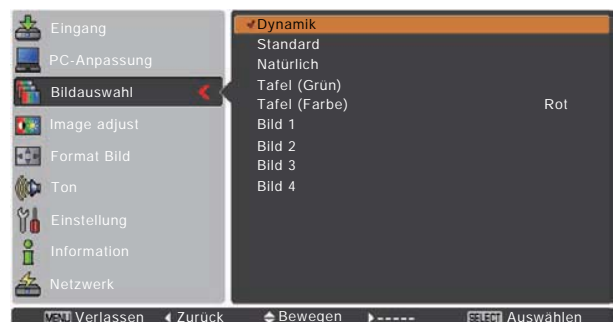 Eingang
PC-Anpassung
Bildauswahl
Image adjust
Format Bild
Ton
Einstellung
Information
Netzwerk
Dynamik
Standard
Natürlich
Tafel (Grün)
Tafel (Farbe) Rot
Bild 1
Bild 2
Bild 3
Bild 4
MENU Verlassen Zurück Bewegen ----- SELECT Auswählen